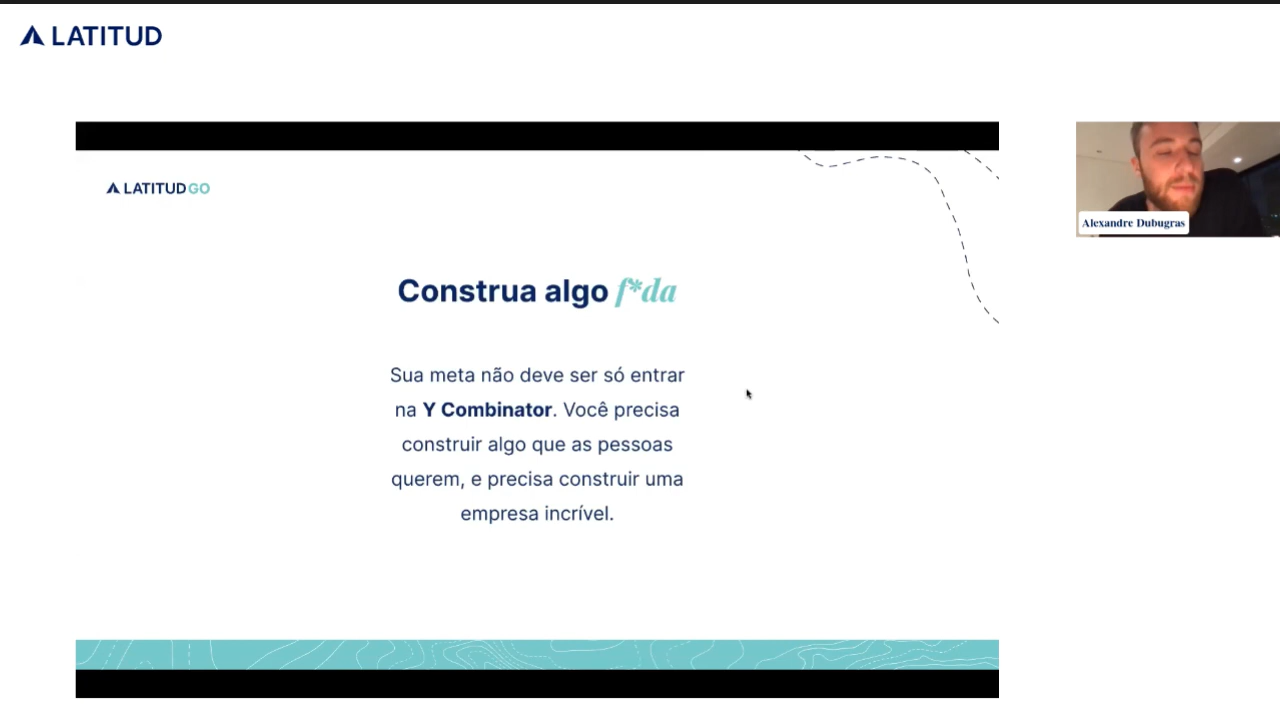 LATITUD
LATITUD GO
Construa algo f*da
Sua meta não deve ser só entrar
na Y Combinator. Você precisa
construir algo que as pessoas
querem, e precisa construir uma
empresa incrível.
Alexandre Dubugras